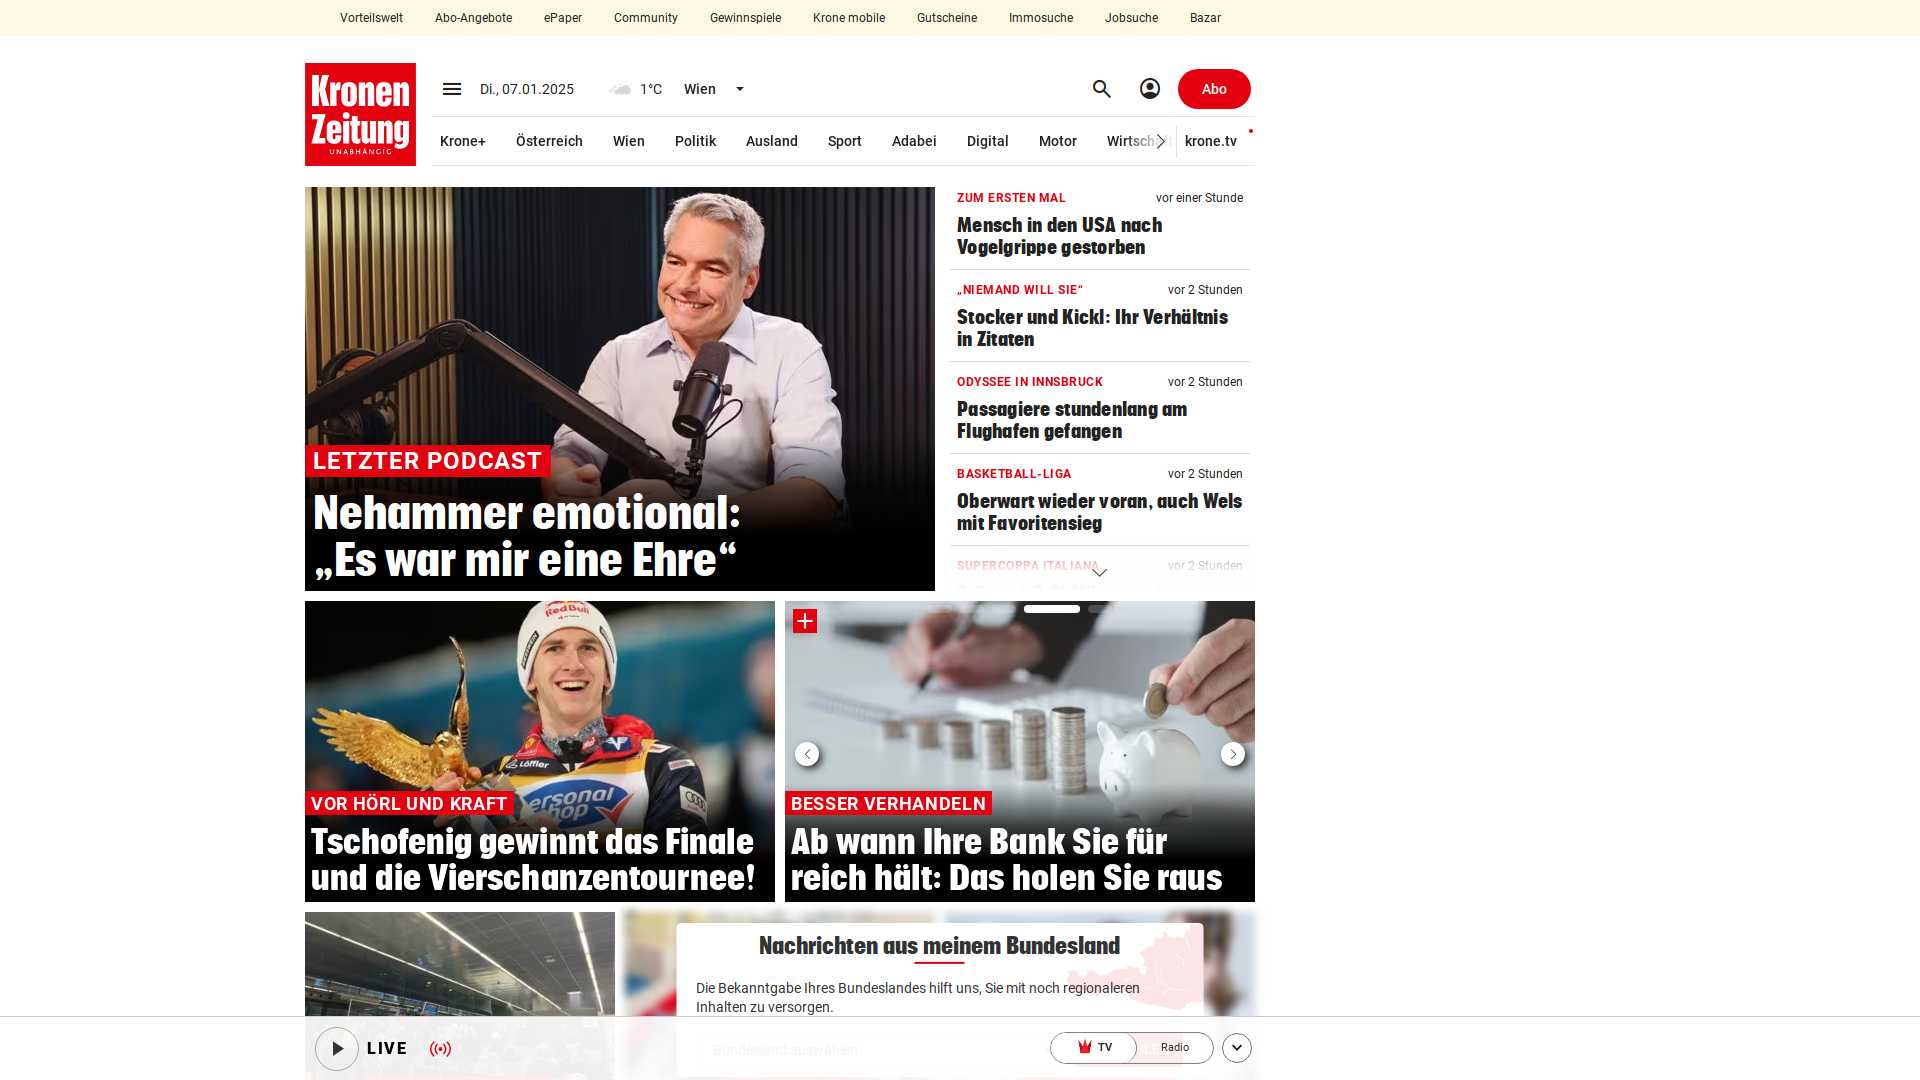 Vorteilswelt Abo-Angebote ePaper Community Gewinnspiele Krone mobile Gutscheine Immosuche Jobsuche Bazar
Kronen
Zeitung
UNABHÄNGIG
Di., 07.01.2025 1°C Wien
Abo
Krone+ Österreich Wien Politik Ausland Sport Adabei Digital Motor Wirtschaft krone.tv
LETZTER PODCAST
Nehammer emotional:
„Es war mir eine Ehre“
ZUM ERSTEN MAL vor einer Stunde
Mensch in den USA nach
Vogelgrippe gestorben
„NIEMAND WILL SIE“ vor 2 Stunden
Stocker und Kickl: Ihr Verhältnis
in Zitaten
ODYSSEE IN INNSBRUCK vor 2 Stunden
Passagiere stundenlang am
Flughafen gefangen
BASKETBALL-LIGA vor 2 Stunden
Oberwart wieder voran, auch Wels
mit Favoritensieg
SUPERCOPPA ITALIANA vor 2 Stunden
Red Bull
Löffler
ersonal
shop
Audi
VOR HÖRL UND KRAFT
Tschofenig gewinnt das Finale
und die Vierschanzentournee!
BESSER VERHANDELN
Ab wann Ihre Bank Sie für
reich hält: Das holen Sie raus
Nachrichten aus meinem Bundesland
Die Bekanntgabe Ihres Bundeslandes hilft uns, Sie mit noch regionaleren
Inhalten zu versorgen.
Bundesland auswählen
LIVE
TV Radio